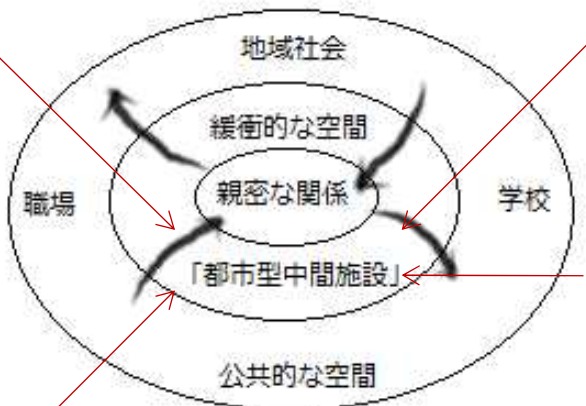 地域社会
緩衝的な空間
親密な関係
職場
学校
「都市型中間施設」
公共的な空間